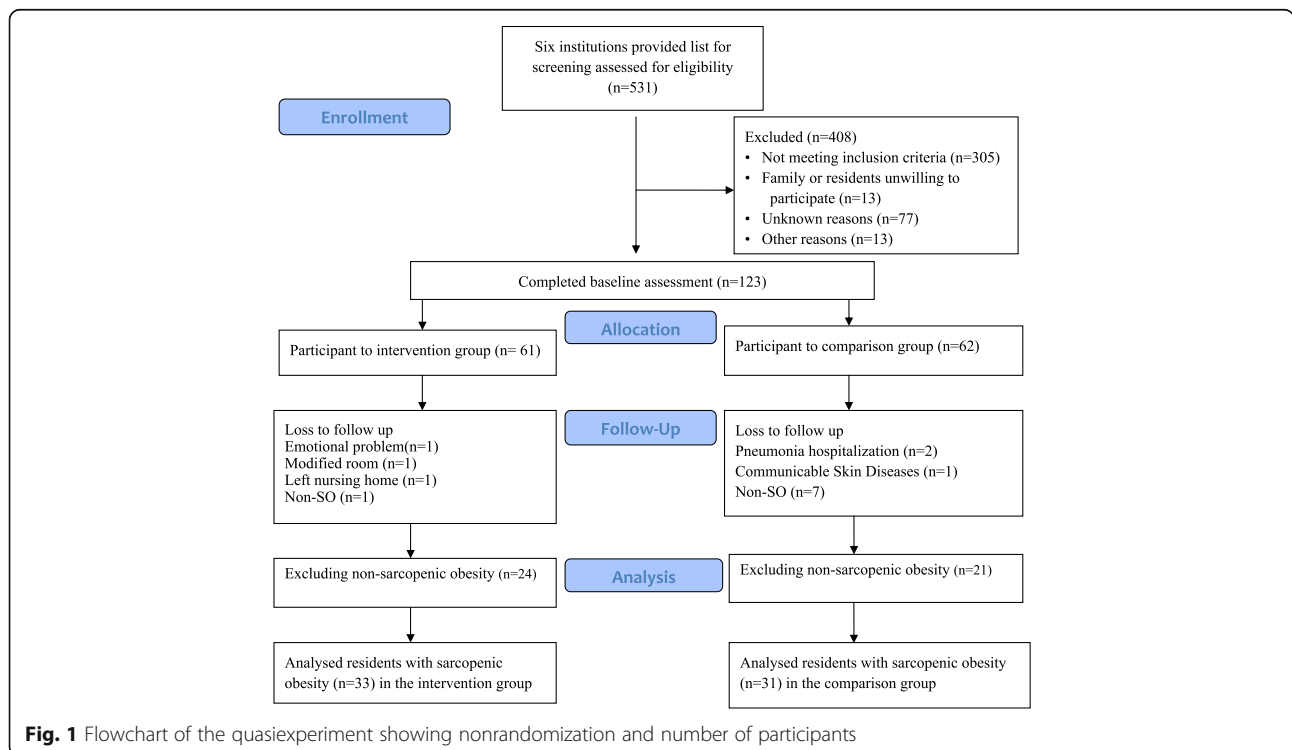 Six institutions provided list for
screening assessed for eligibility
(n=531)
Enrollment
Excluded (n=408)
• Not meeting inclusion criteria (n=305)
• Family or residents unwilling to
participate (n=13)
• Unknown reasons (n=77)
• Other reasons (n=13)
Completed baseline assessment (n=123)
Allocation
Participant to intervention group (n= 61)
Participant to comparison group (n=62)
Follow-Up
Loss to follow up
Emotional problem(n=1)
Modified room (n=1)
Left nursing home (n=1)
Non-SO (n=1)
Loss to follow up
Pneumonia hospitalization (n=2)
Communicable Skin Diseases (n=1)
Non-SO (n=7)
Excluding non-sarcopenic obesity (n=24)
Analysis
Excluding non-sarcopenic obesity (n=21)
Analysed residents with sarcopenic
obesity (n=33) in the intervention group
Analysed residents with sarcopenic obesity
(n=31) in the comparison group
Fig. 1 Flowchart of the quasiexperiment showing nonrandomization and number of participants